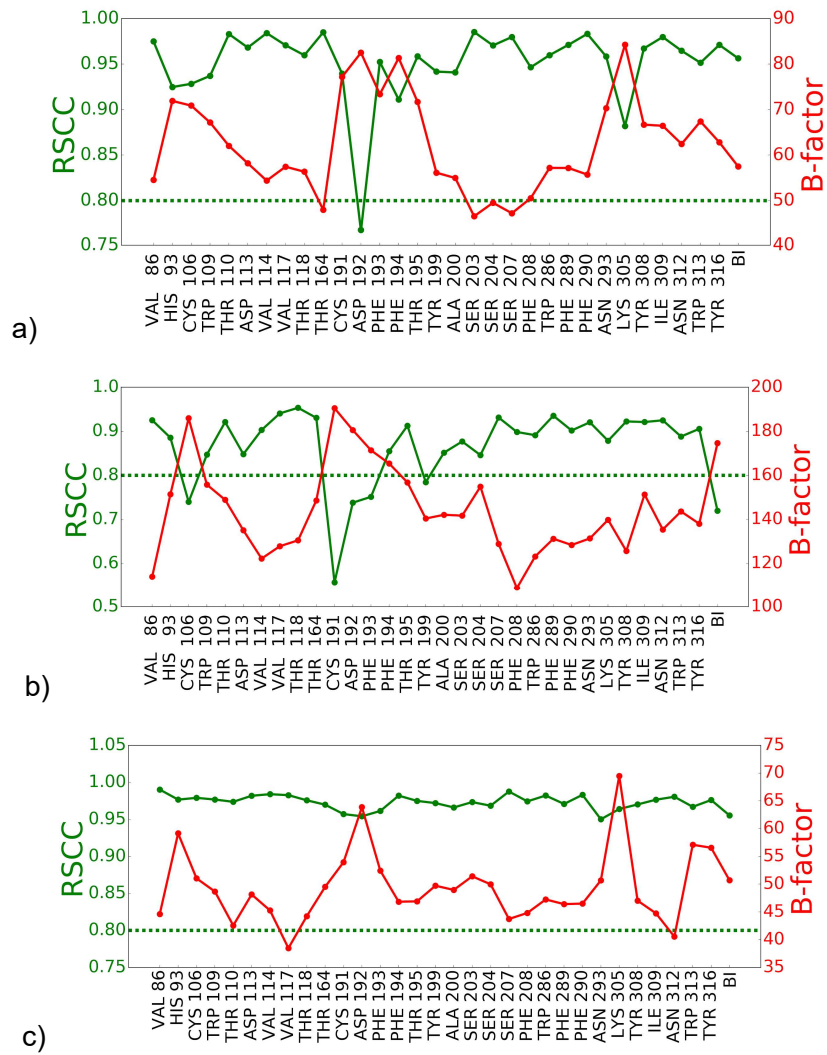 1.00
0.95
0.90
0.85
0.80
0.75
RSCC
90
80
70
60
50
40
B-factor
VAL 86
HIS 93
CYS 106
TRP 109
THR 110
ASP 113
VAL 114
VAL 117
THR 118
THR 164
CYS 191
ASP 192
PHE 193
PHE 194
THR 195
TYR 199
ALA 200
SER 203
SER 204
SER 207
PHE 208
TRP 286
PHE 289
PHE 290
ASN 293
LYS 305
TYR 308
ILE 309
ASN 312
TRP 313
TYR 316
BI
a)
1.0
0.9
0.8
0.7
0.6
0.5
RSCC
200
180
160
140
120
100
B-factor
VAL 86
HIS 93
CYS 106
TRP 109
THR 110
ASP 113
VAL 114
VAL 117
THR 118
THR 164
CYS 191
ASP 192
PHE 193
PHE 194
THR 195
TYR 199
ALA 200
SER 203
SER 204
SER 207
PHE 208
TRP 286
PHE 289
PHE 290
ASN 293
LYS 305
TYR 308
ILE 309
ASN 312
TRP 313
TYR 316
BI
b)
1.05
1.00
0.95
0.90
0.85
0.80
0.75
RSCC
75
70
65
60
55
50
45
40
35
B-factor
VAL 86
HIS 93
CYS 106
TRP 109
THR 110
ASP 113
VAL 114
VAL 117
THR 118
THR 164
CYS 191
ASP 192
PHE 193
PHE 194
THR 195
TYR 199
ALA 200
SER 203
SER 204
SER 207
PHE 208
TRP 286
PHE 289
PHE 290
ASN 293
LYS 305
TYR 308
ILE 309
ASN 312
TRP 313
TYR 316
BI
c)